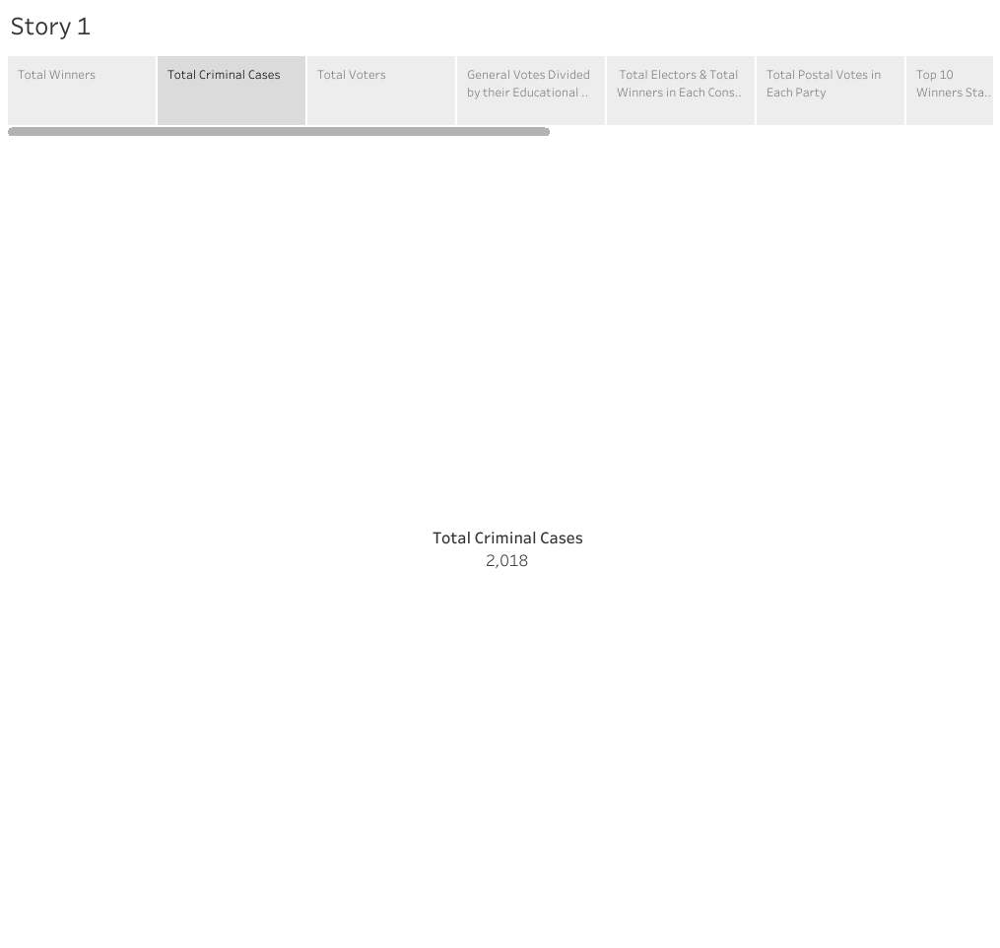 Story 1
Total Winners
Total Criminal Cases
Total Voters
General Votes Divided
by their Educational ..
Total Electors & Total
Winners in Each Cons..
Total Postal Votes in
Each Party
Top 10
Winners Sta..
Total Criminal Cases
2,018